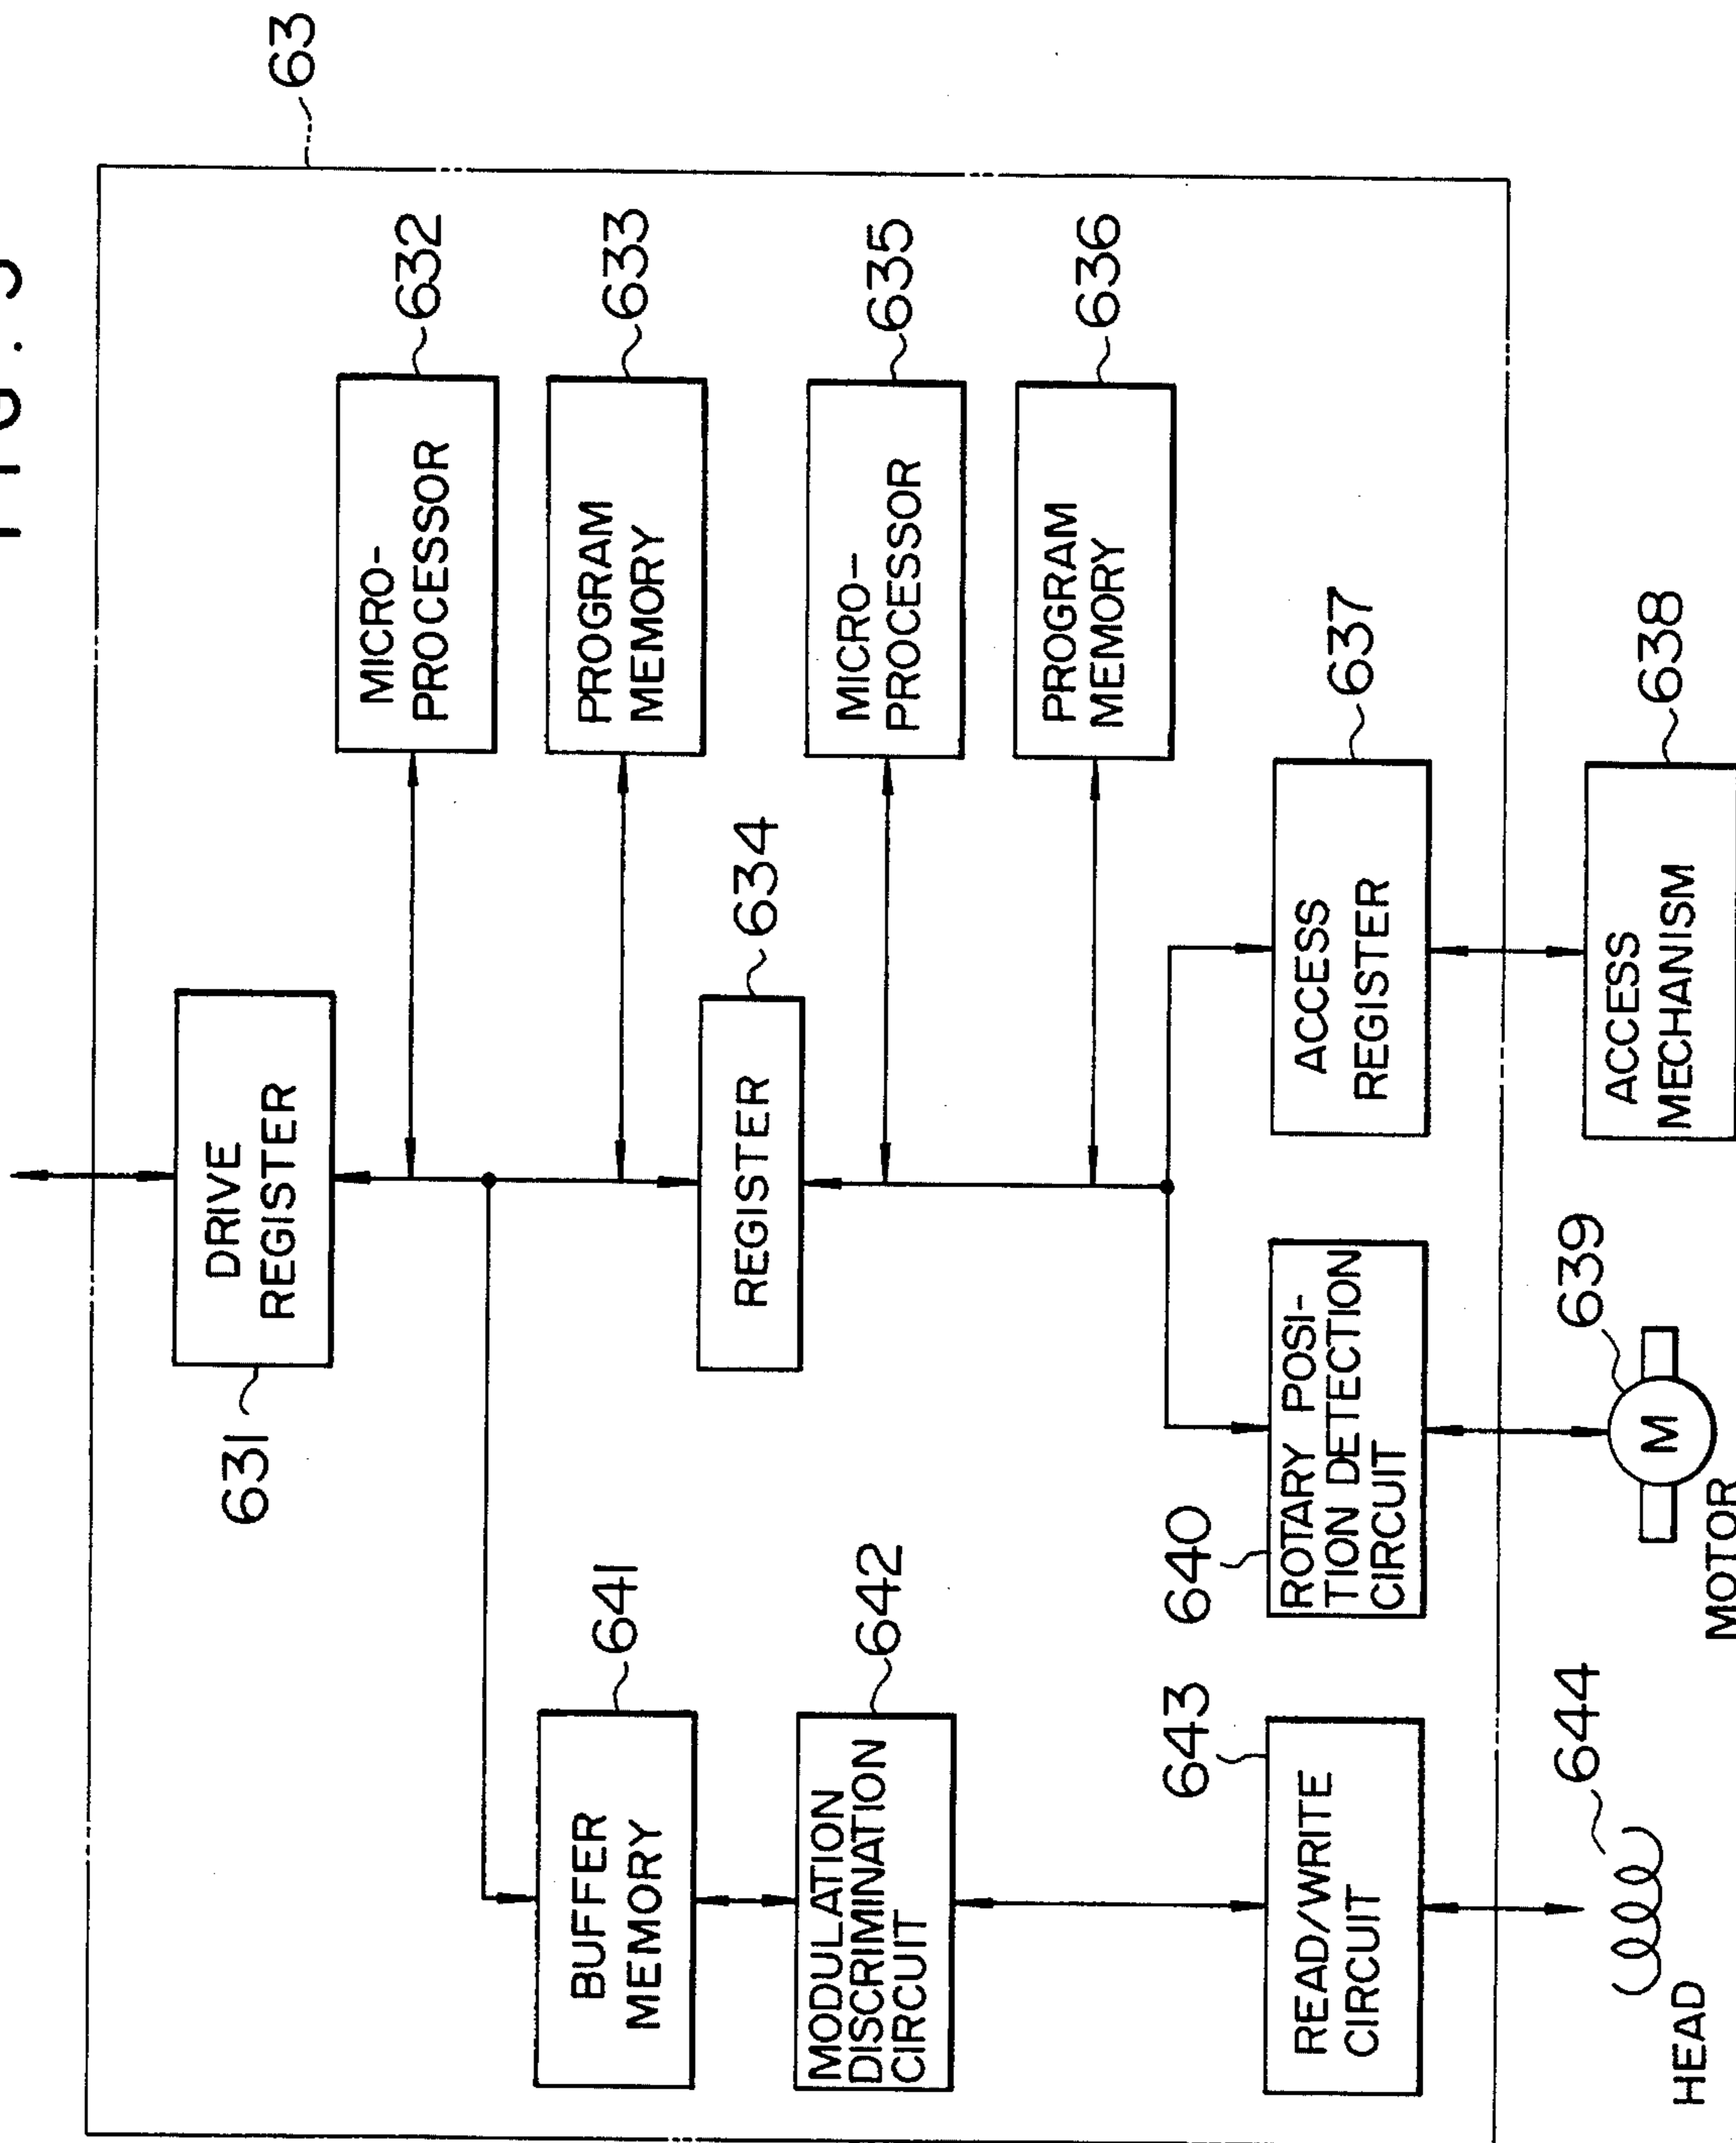 FIG.
63
DRIVE
REGISTER
631
MICRO-
PROCESSOR
632
PROGRAM
MEMORY
633
BUFFER
MEMORY
641
REGISTER
634
MICRO-
PROCESSOR
635
MODULATION
DISCRIMINATION
CIRCUIT
642
PROGRAM
MEMORY
636
READ/WRITE
CIRCUIT
643
ROTARY POSI-
TION DETECTION
CIRCUIT
640
ACCESS
REGISTER
637
HEAD
644
M
MOTOR
639
ACCESS
MECHANISM
638